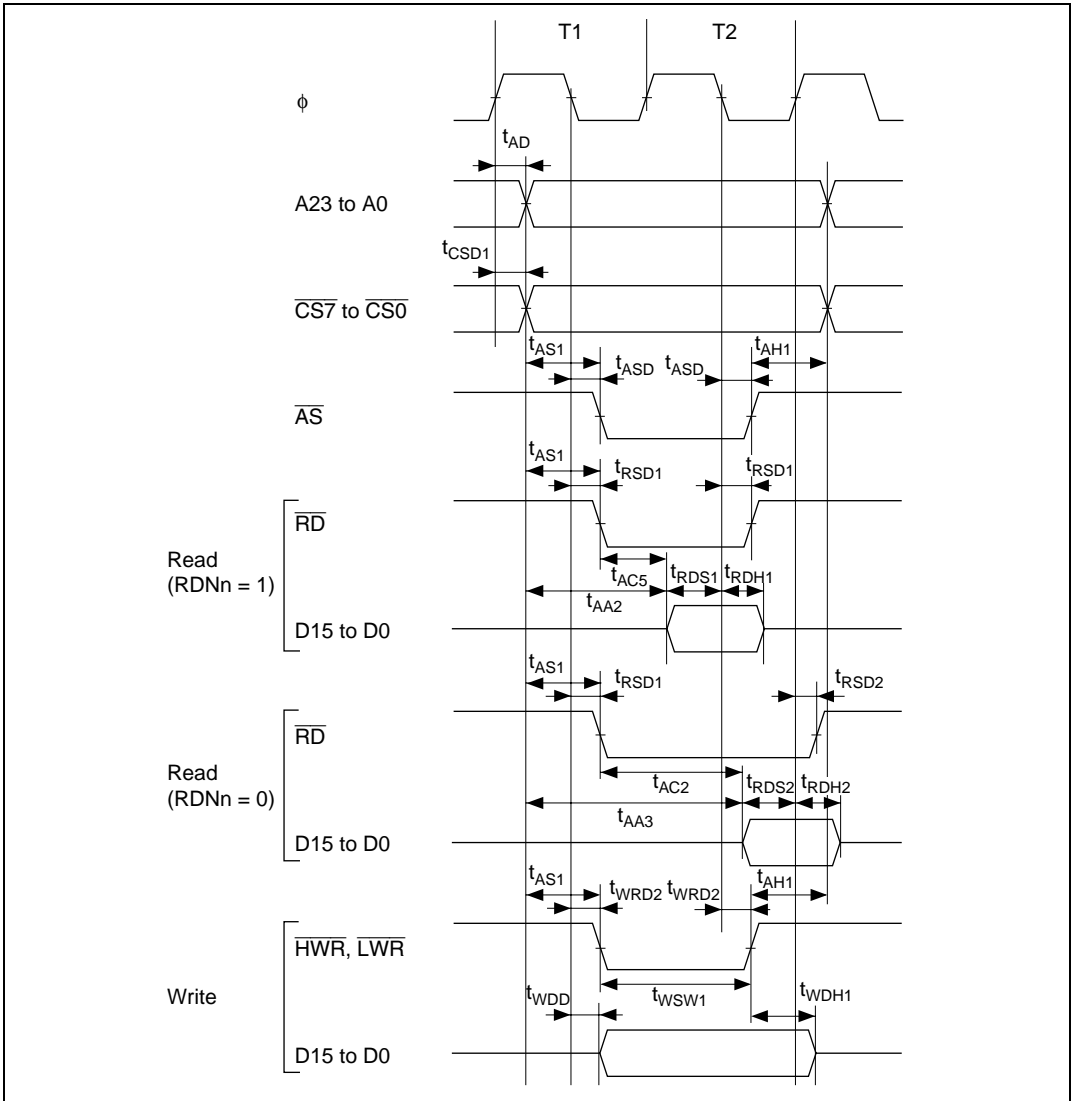 T1 T2
φ
tAD
A23 to A0
tCSD1
CS7 to CS0
tAS1 tASD tASD tAH1
AS
tAS1 tRSD1 tRSD1
RD
Read
(RDNn = 1)
tAC5 tRDS1 tRDH1
tAA2
D15 to D0
tAS1 tRSD1 tRSD2
RD
Read
(RDNn = 0)
tAC2 tRDS2 tRDH2
tAA3
D15 to D0
tAS1 tWRD2 tWRD2 tAH1
HWR, LWR
Write
tWDD tWSW1 tWDH1
D15 to D0